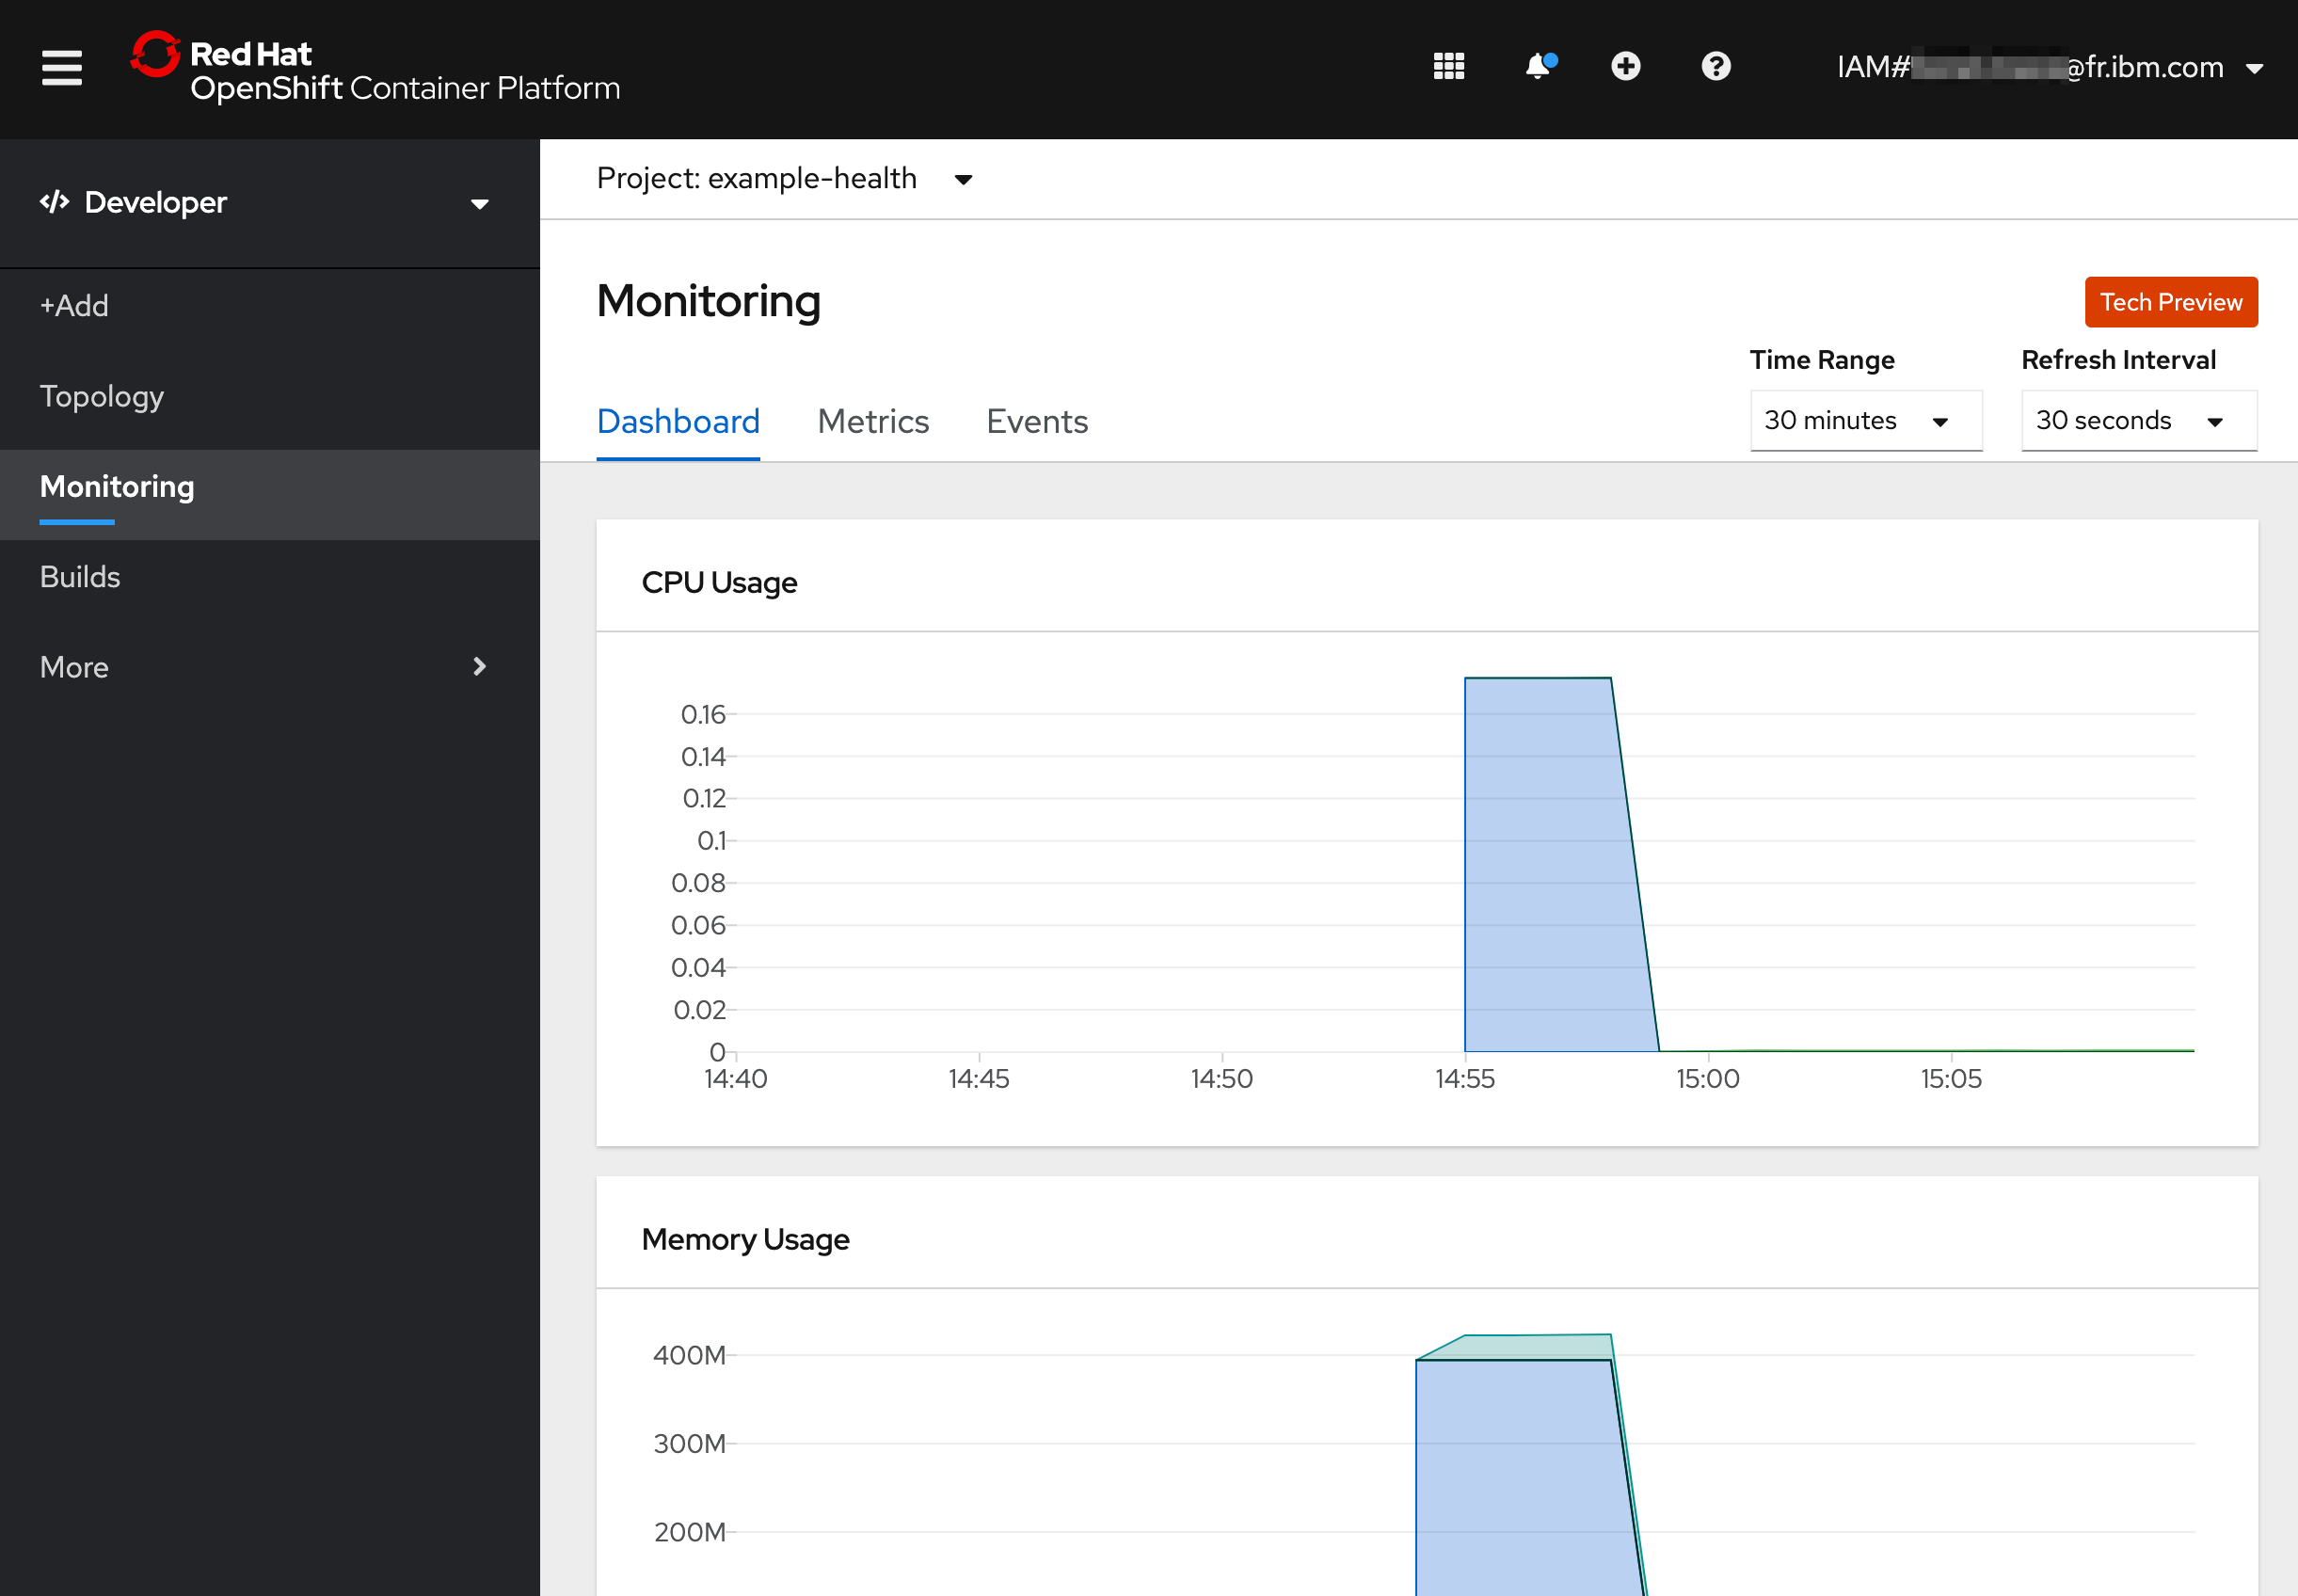 Red Hat
OpenShift Container Platform
IAM#
@fr.ibm.com
Developer
+Add
Topology
Monitoring
Builds
More
Project: example-health
Monitoring
Tech Preview
Time Range
Refresh Interval
Dashboard
Metrics
Events
30 minutes
30 seconds
CPU Usage
0.16
0.14
0.12
0.1
0.08
0.06
0.04
0.02
0
14:40
14:45
14:50
14:55
15:00
15:05
Memory Usage
400M
300M
200M